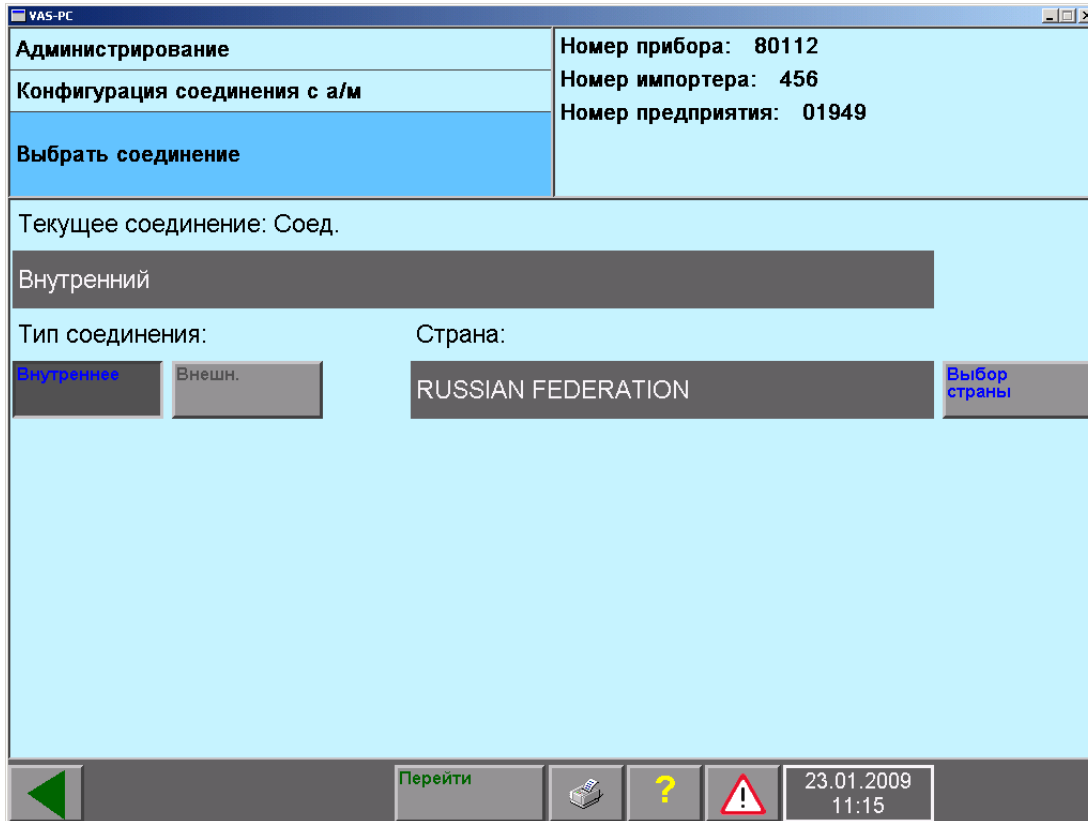 VAS-PC
Администрирование
Конфигурация соединения с а/м
Выбрать соединение
Номер прибора: 80112
Номер импортера: 456
Номер предприятия: 01949
Текущее соединение: Соед.
Внутренний
Тип соединения:
Страна:
Внутреннее
Внешн.
RUSSIAN FEDERATION
Выбор
страны
Перейти
?
!
23.01.2009
11:15